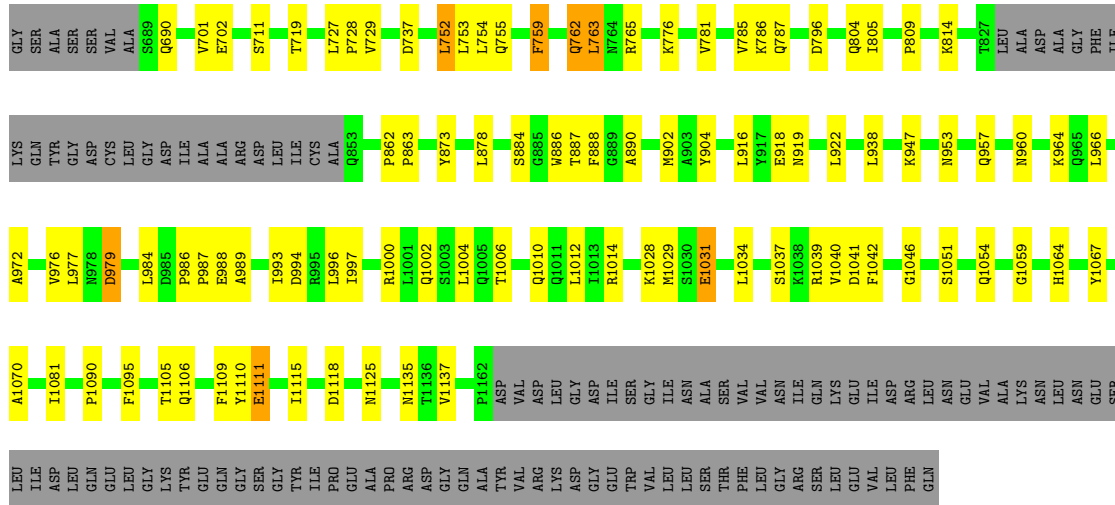 GLY SER ALA SER SER VAL ALA S689 Q690 V701 E702 S711 T719 L727 P728 V729 D737 L752 L753 L754 Q755 F759 Q762 L763 N764 R765 K776 V781 V785 K786 Q787 D796 Q804 I805 P809 K814 T827 LEU ALA ASP ALA GLY PHE ILE
LYS GLN TYR GLY ASP CYS LEU GLY ASP ILE ALA ALA ARG ASP LEU ILE CYS ALA Q853 P862 P863 Y873 L878 S884 G885 W886 T887 F888 G889 A890 M902 A903 Y904 L916 Y917 E918 N919 L922 L938 K947 N953 Q957 N960 K964 Q965 L966
A972 V976 L977 N978 D979 L984 D985 P986 P987 E988 A989 I993 D994 R995 L996 I997 R1000 L1001 Q1002 S1003 L1004 Q1005 T1006 Q1010 Q1011 L1012 I1013 R1014 K1028 M1029 S1030 E1031 L1034 S1037 K1038 R1039 V1040 D1041 F1042 G1046 S1051 Q1054 G1059 H1064 Y1067
A1070 I1081 P1090 F1095 T1105 Q1106 F1109 Y1110 E1111 I1115 D1118 N1125 N1135 T1136 V1137 P1162 ASP VAL ASP LEU GLY ASP ILE SER GLY ILE ASN ALA SER VAL VAL ASN ILE GLN LYS GLU ILE ASP ARG LEU ASN GLU VAL ALA LYS ASN LEU ASN GLU SER
LEU ILE ASP LEU GLN GLU LEU GLY LYS TYR GLU GLN GLY SER GLY TYR ILE PRO GLU ALA PRO ARG ASP GLY GLN ALA TYR VAL ARG LYS ASP GLY GLU TRP VAL LEU LEU SER THR PHE LEU GLY ARG SER LEU GLU VAL LEU PHE GLN